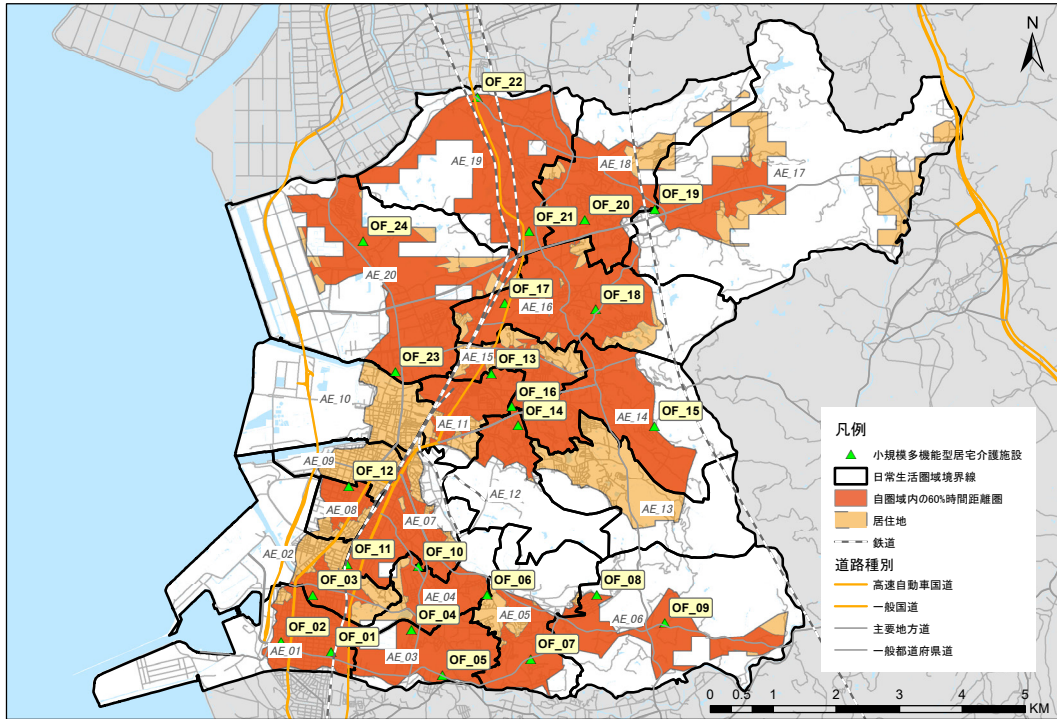 N
OF_22
AE_19
AE_18
AE_17
OF_19
OF_20
OF_21
OF_24
AE_20
OF_17
AE_16
OF_18
OF_23
AE_15
OF_13
AE_10
OF_16
OF_14
AE_11
AE_14
OF_15
AE_09
OF_12
AE_08
AE_12
AE_13
AE_07
AE_02
OF_11
OF_10
OF_03
OF_06
OF_08
AE_04
OF_04
AE_05
OF_09
AE_06
OF_02
OF_01
AE_01
AE_03
OF_07
OF_05
凡例
小規模多機能型居宅介護施設
日常生活圏域境界線
自圏域内の60%時間距離圏
居住地
鉄道
道路種別
高速自動車国道
一般国道
主要地方道
一般都道府県道
0 0.5 1 2 3 4 5
KM